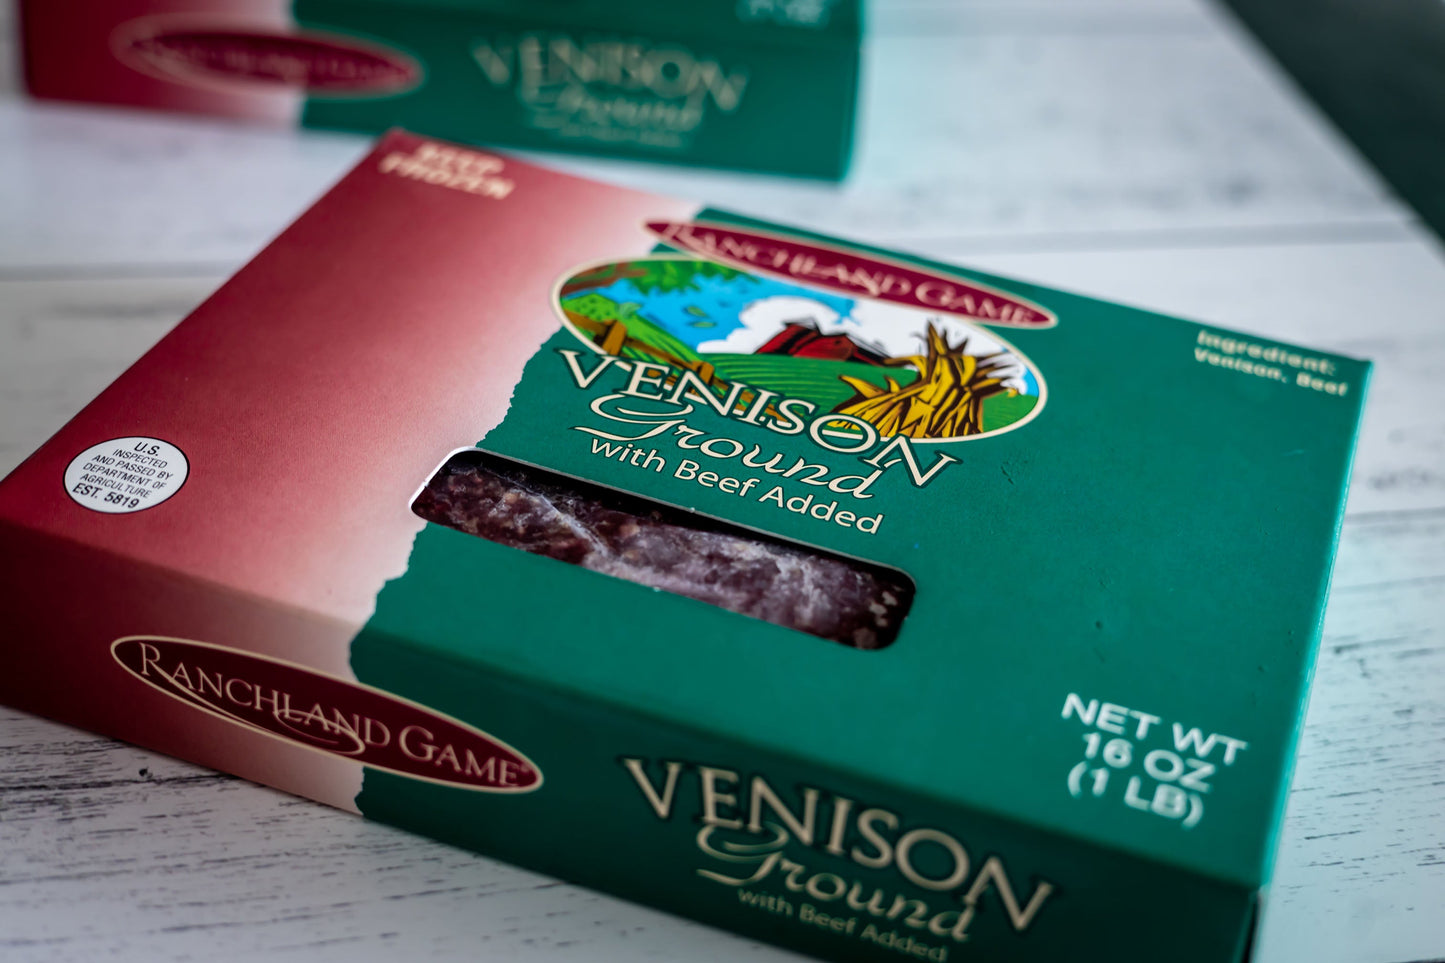 VENISON
Ground
KEEP
FROZEN
RANCHLAND GAME
Ingredient:
Venison, Beef
VENISON
Ground
with Beef Added
U.S.
INSPECTED
AND PASSED BY
DEPARTMENT OF
AGRICULTURE
EST. 5819
RANCHLAND GAME®
NET WT
16 OZ
(1 LB)
VENISON
Ground
with Beef Added